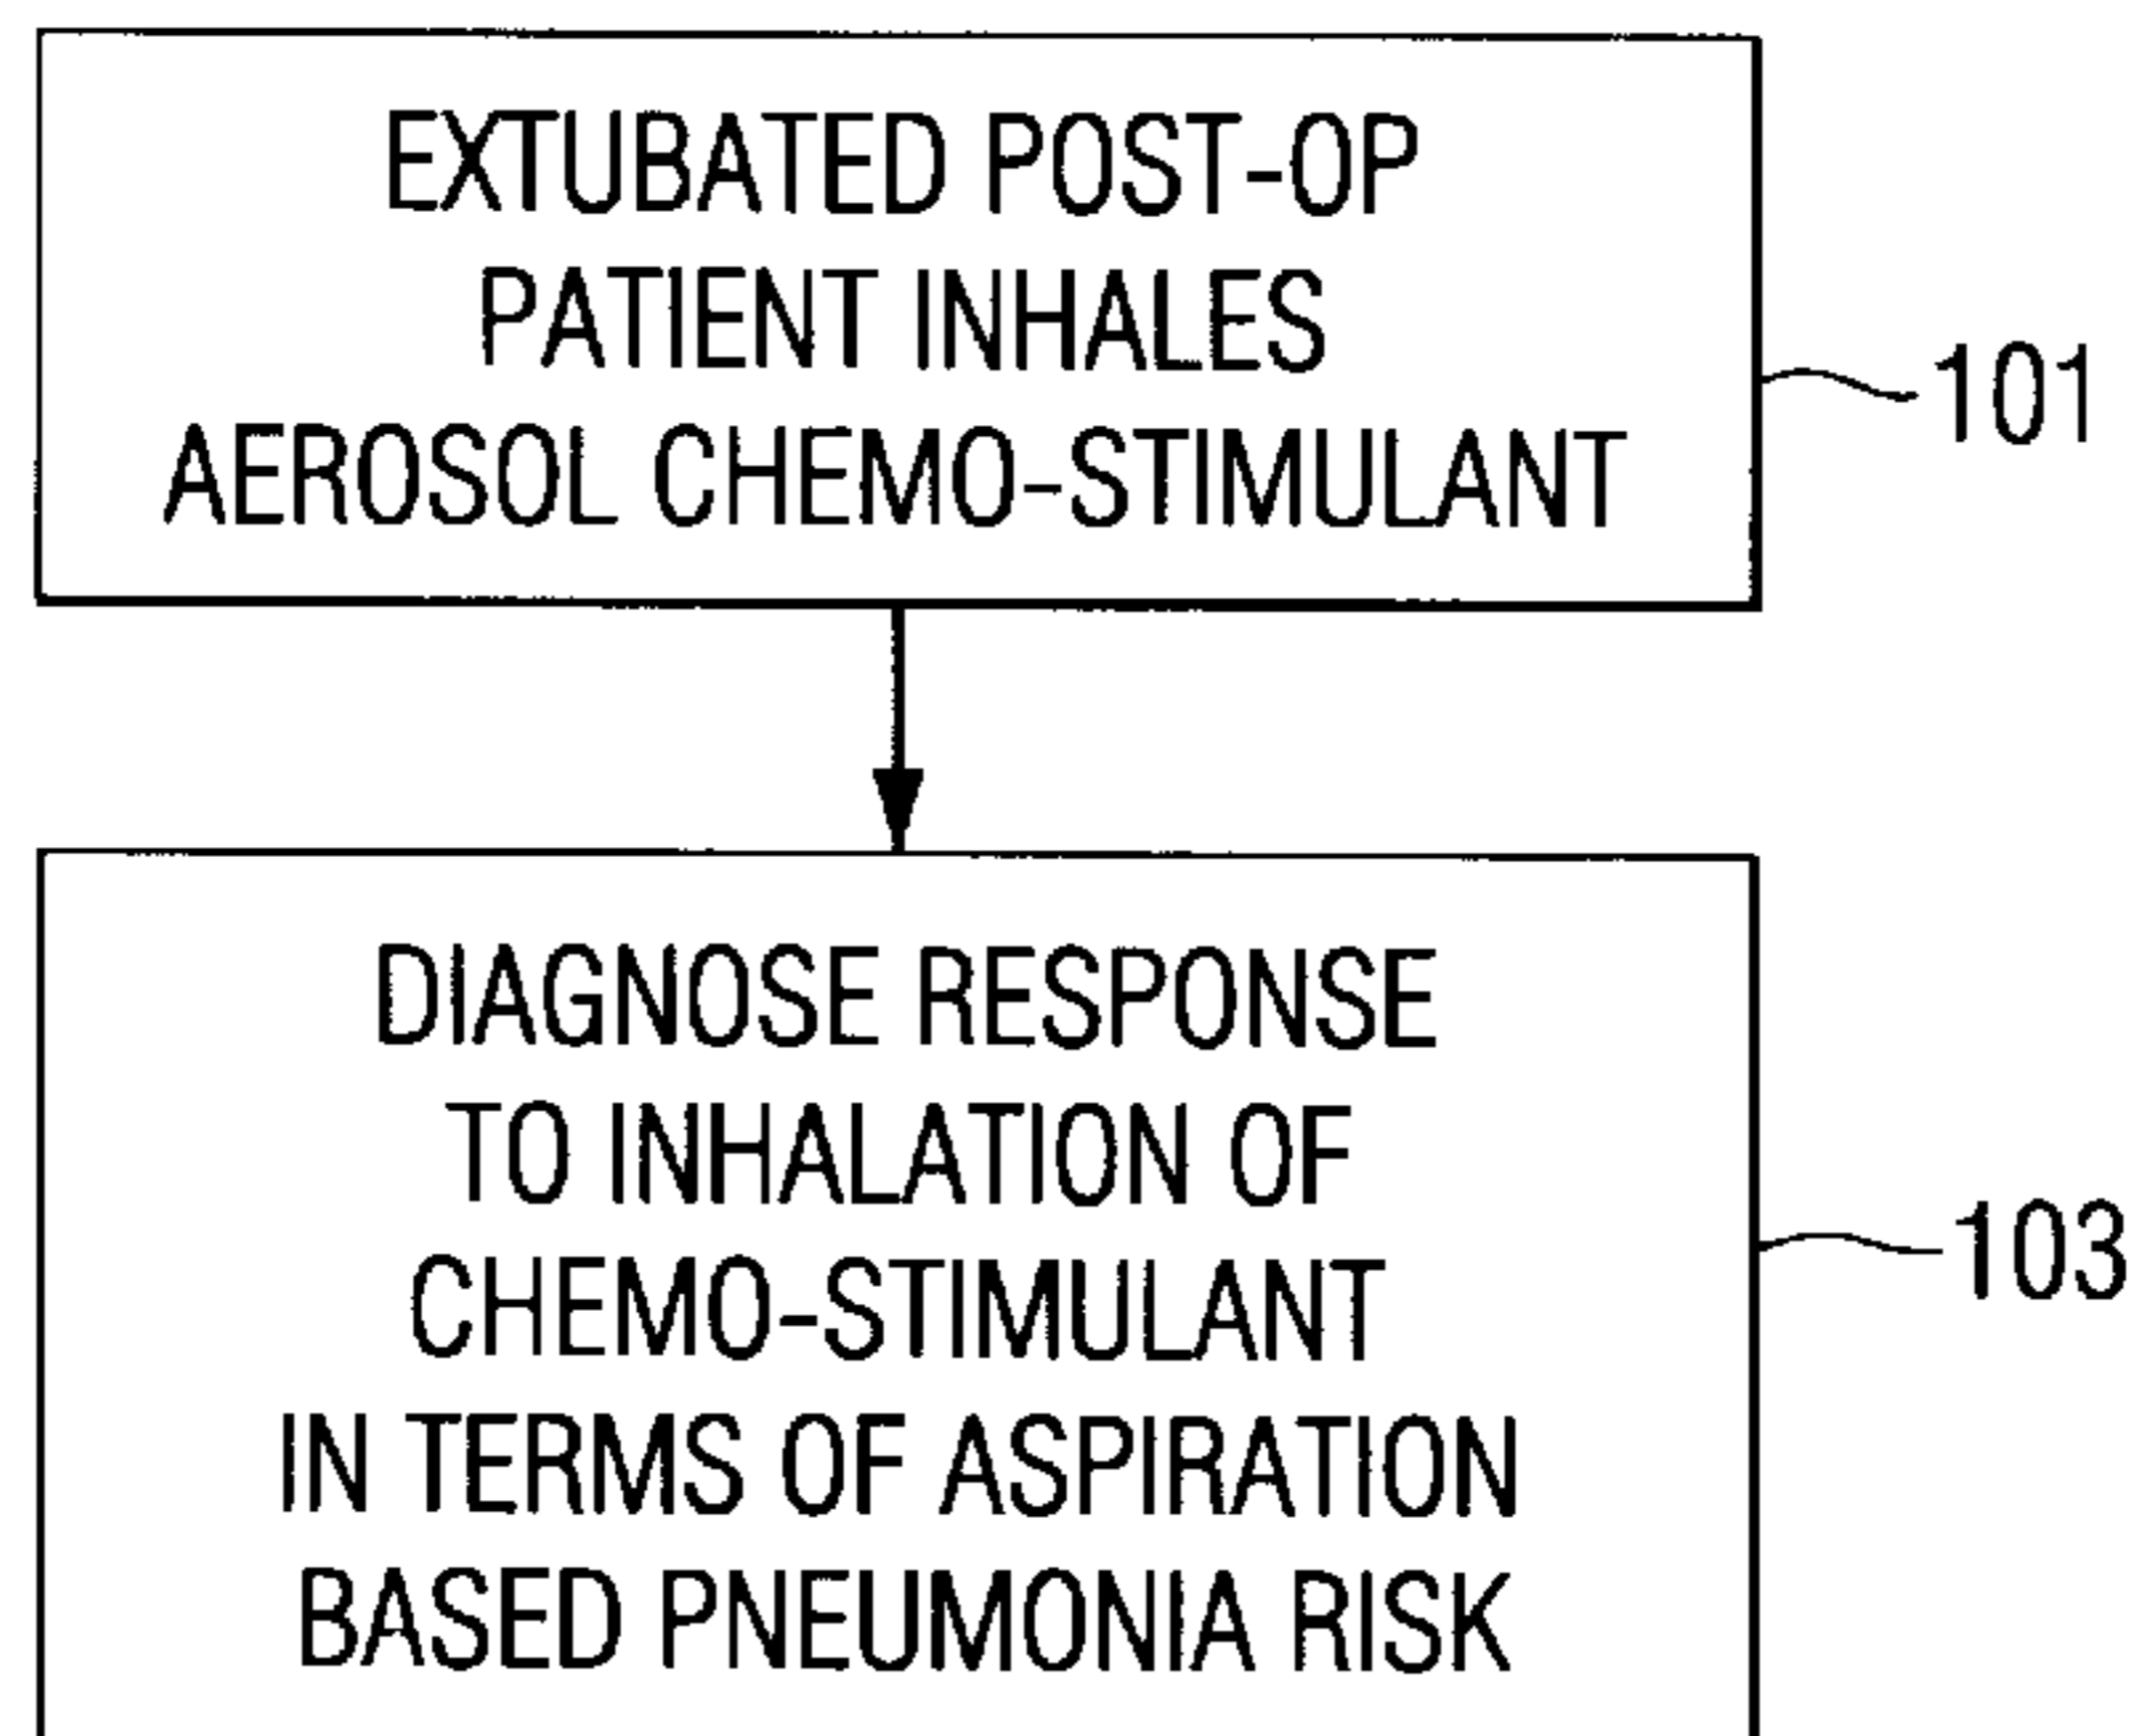 EXTUBATED POST-OP
PATIENT INHALES
AEROSOL CHEMO-STIMULANT
101
DIAGNOSE RESPONSE
TO INHALATION OF
CHEMO-STIMULANT
IN TERMS OF ASPIRATION
BASED PNEUMONIA RISK
103